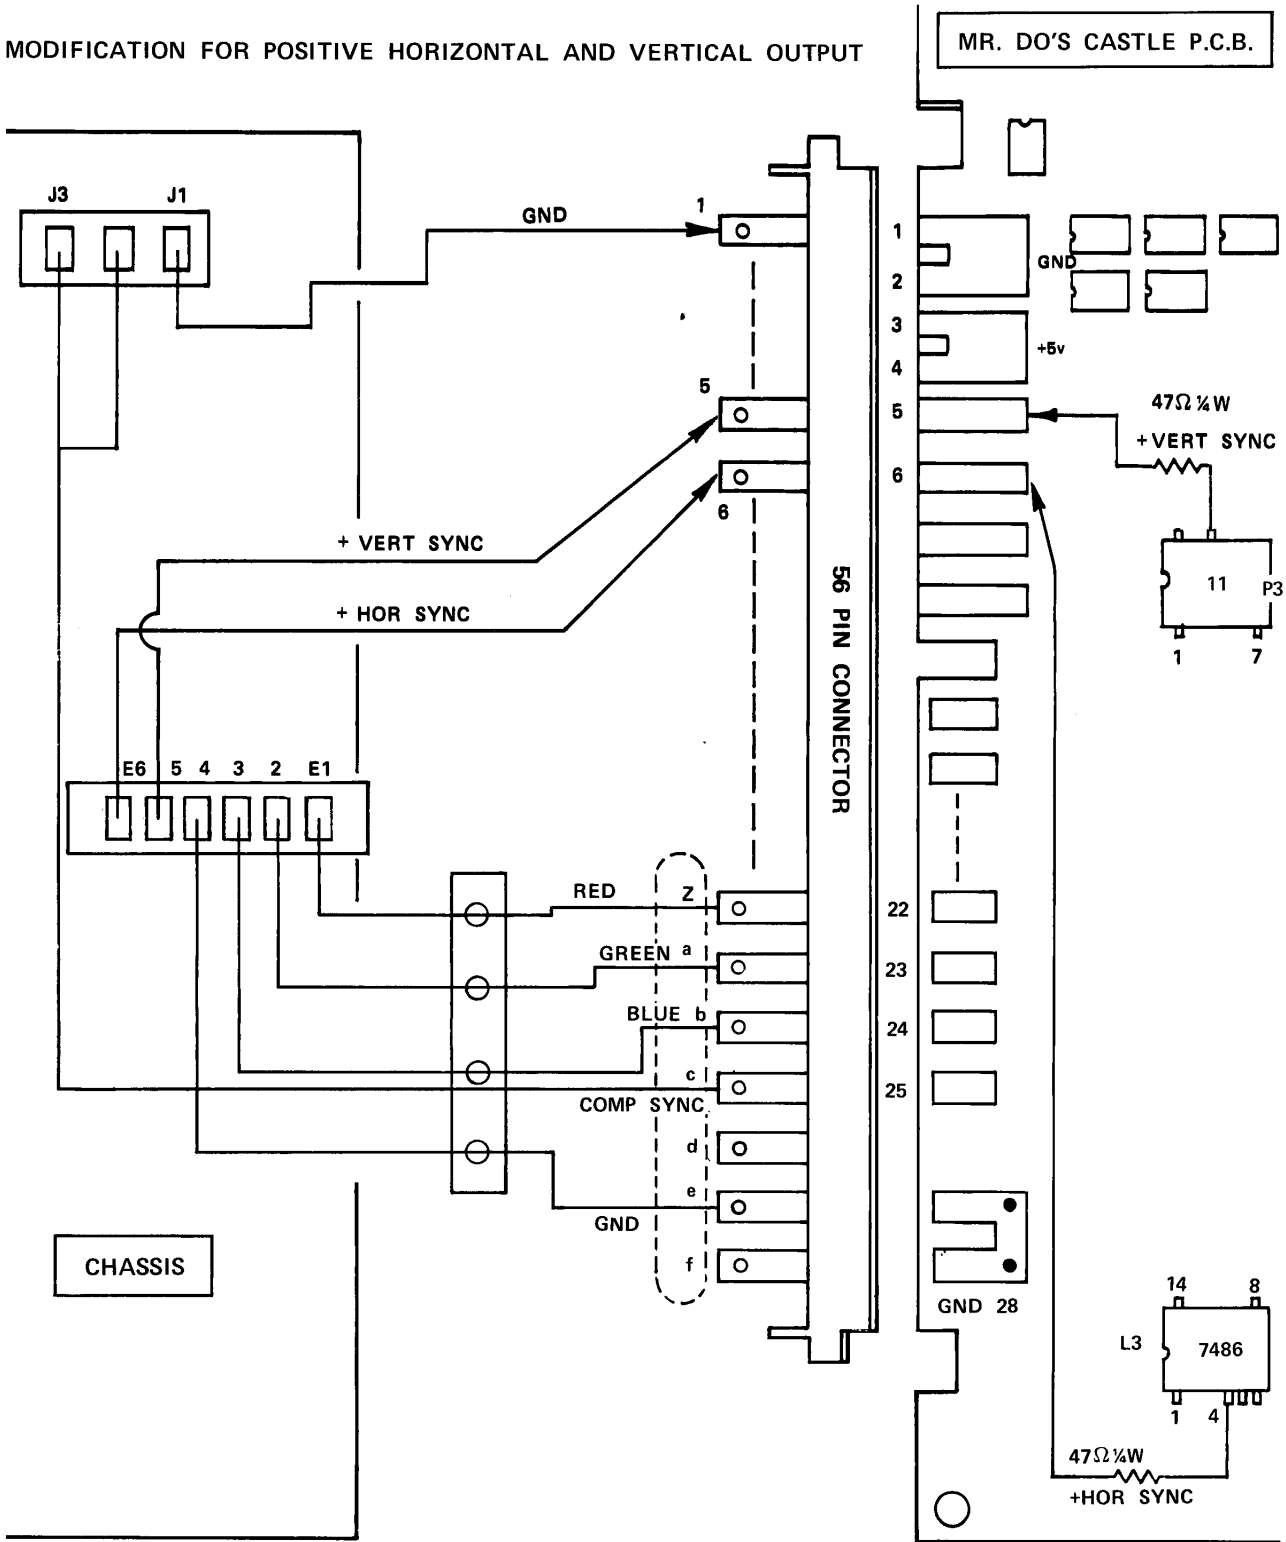 MODIFICATION FOR POSITIVE HORIZONTAL AND VERTICAL OUTPUT
MR. DO'S CASTLE P.C.B.
J3
J1
GND
1
1
GND
2
3
+5v
4
5
5
47Ω ¼W
+VERT SYNC
6
6
+ VERT SYNC
+ HOR SYNC
56 PIN CONNECTOR
11
P3
1
7
E6
5
4
3
2
E1
RED
Z
22
GREEN
a
23
BLUE
b
24
c
25
COMP SYNC
d
e
GND
f
CHASSIS
GND 28
14
8
L3
7486
1
4
47Ω ¼W
+HOR SYNC